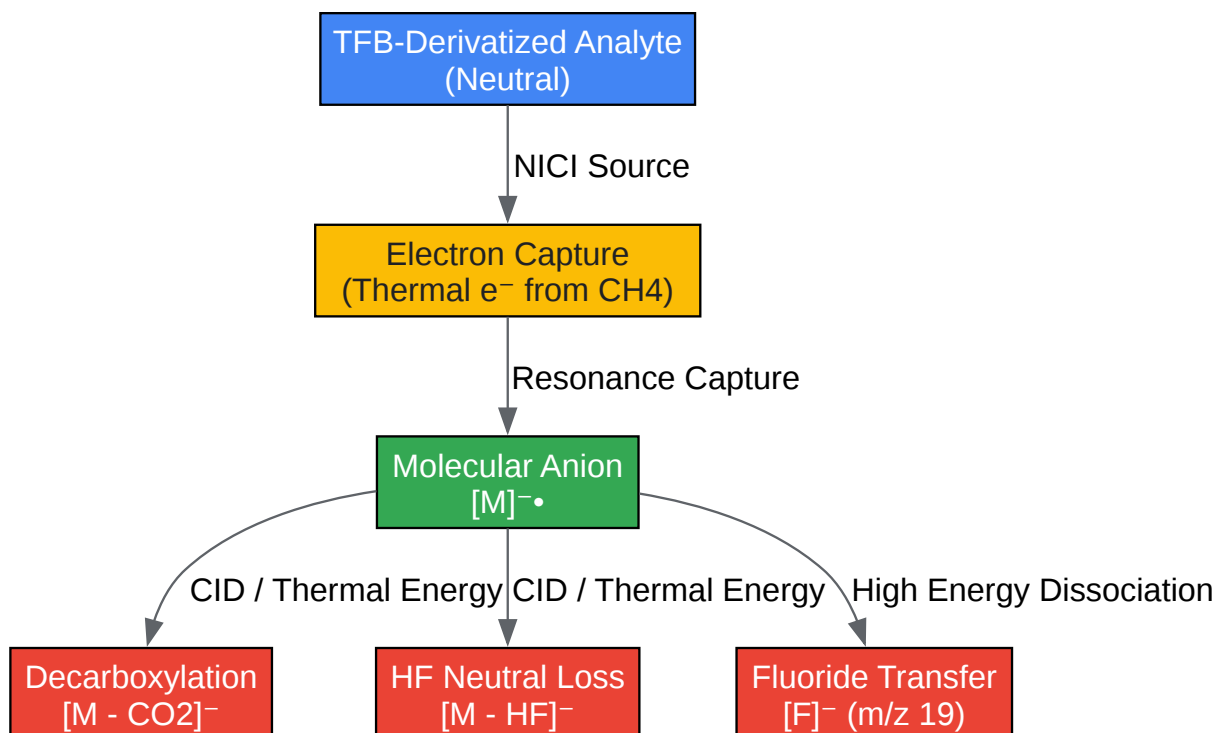 TFB-Derivatized Analyte
(Neutral)
NICI Source
Electron Capture
(Thermal e⁻ from CH4)
Resonance Capture
Molecular Anion
[M]⁻•
CID / Thermal Energy
CID / Thermal Energy
High Energy Dissociation
Decarboxylation
[M - CO2]⁻
HF Neutral Loss
[M - HF]⁻
Fluoride Transfer
[F]⁻ (m/z 19)